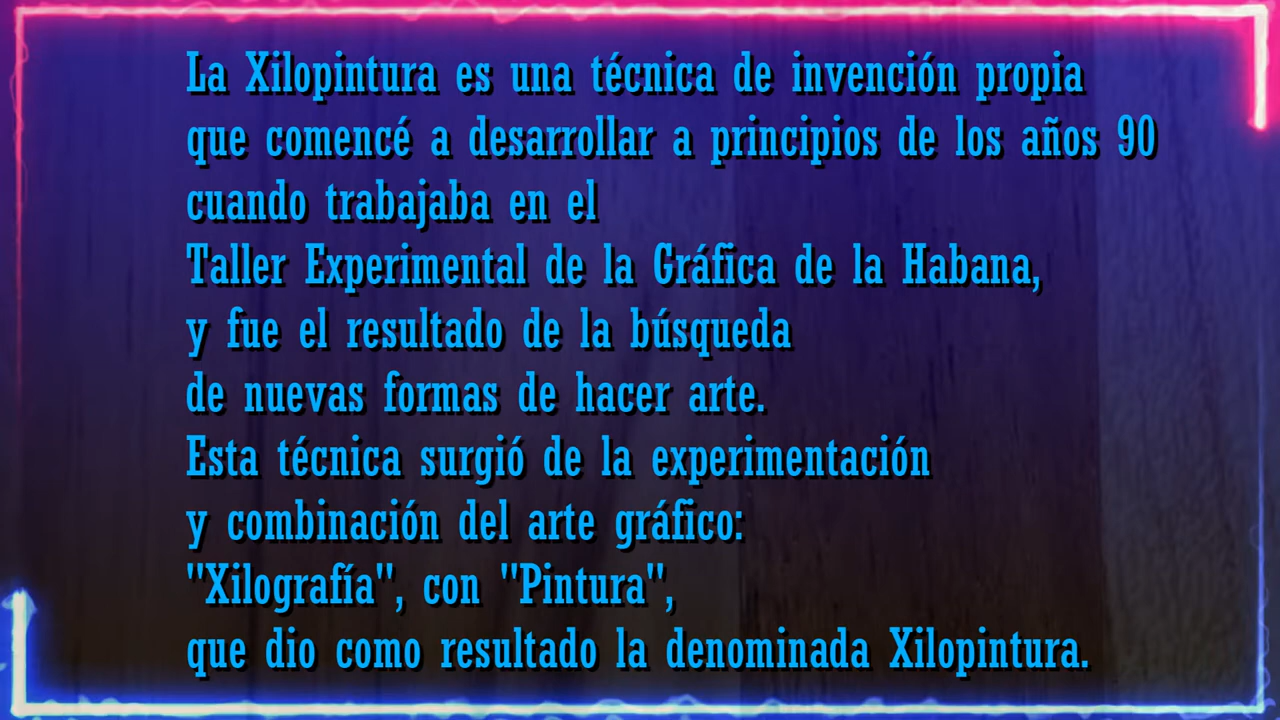 La Xilopintura es una técnica de invención propia
que comencé a desarrollar a principios de los años 90
cuando trabajaba en el
Taller Experimental de la Gráfica de la Habana,
y fue el resultado de la búsqueda
de nuevas formas de hacer arte.
Esta técnica surgió de la experimentación
y combinación del arte gráfico:
"Xilografía", con "Pintura",
que dio como resultado la denominada Xilopintura.